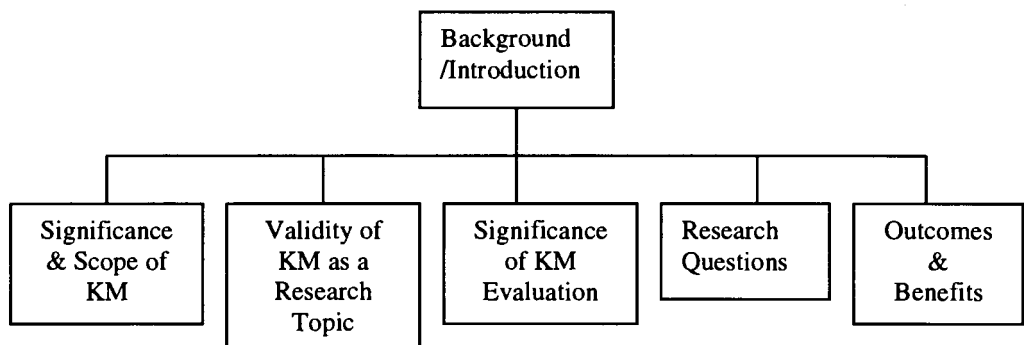 Background
/Introduction
Significance
& Scope of
KM
Validity of
KM as a
Research
Topic
Significance
of KM
Evaluation
Research
Questions
Outcomes
&
Benefits